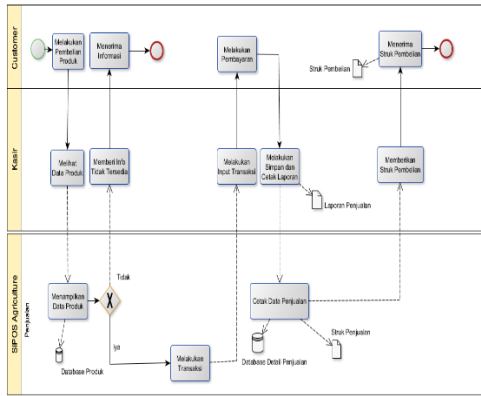 Customer
Melakukan
Pembelian
Produk
Menerima
Informasi
Melakukan
Pembayaran
Menerima
Struk Pembelian
Struk Pembelian
Kasir
Melihat
Data Produk
Memberi Info
Tidak Tersedia
Melakukan
Input Transaksi
Melakukan
Simpan dan
Cetak Laporan
Memberikan
Struk Pembelian
Laporan Penjualan
SIPOS Agriculture
Penjualan
Menampilkan
Data Produk
Tidak
X
Iya
Database Produk
Melakukan
Transaksi
Cetak Data Penjualan
Database Detail Penjualan
Struk Penjualan